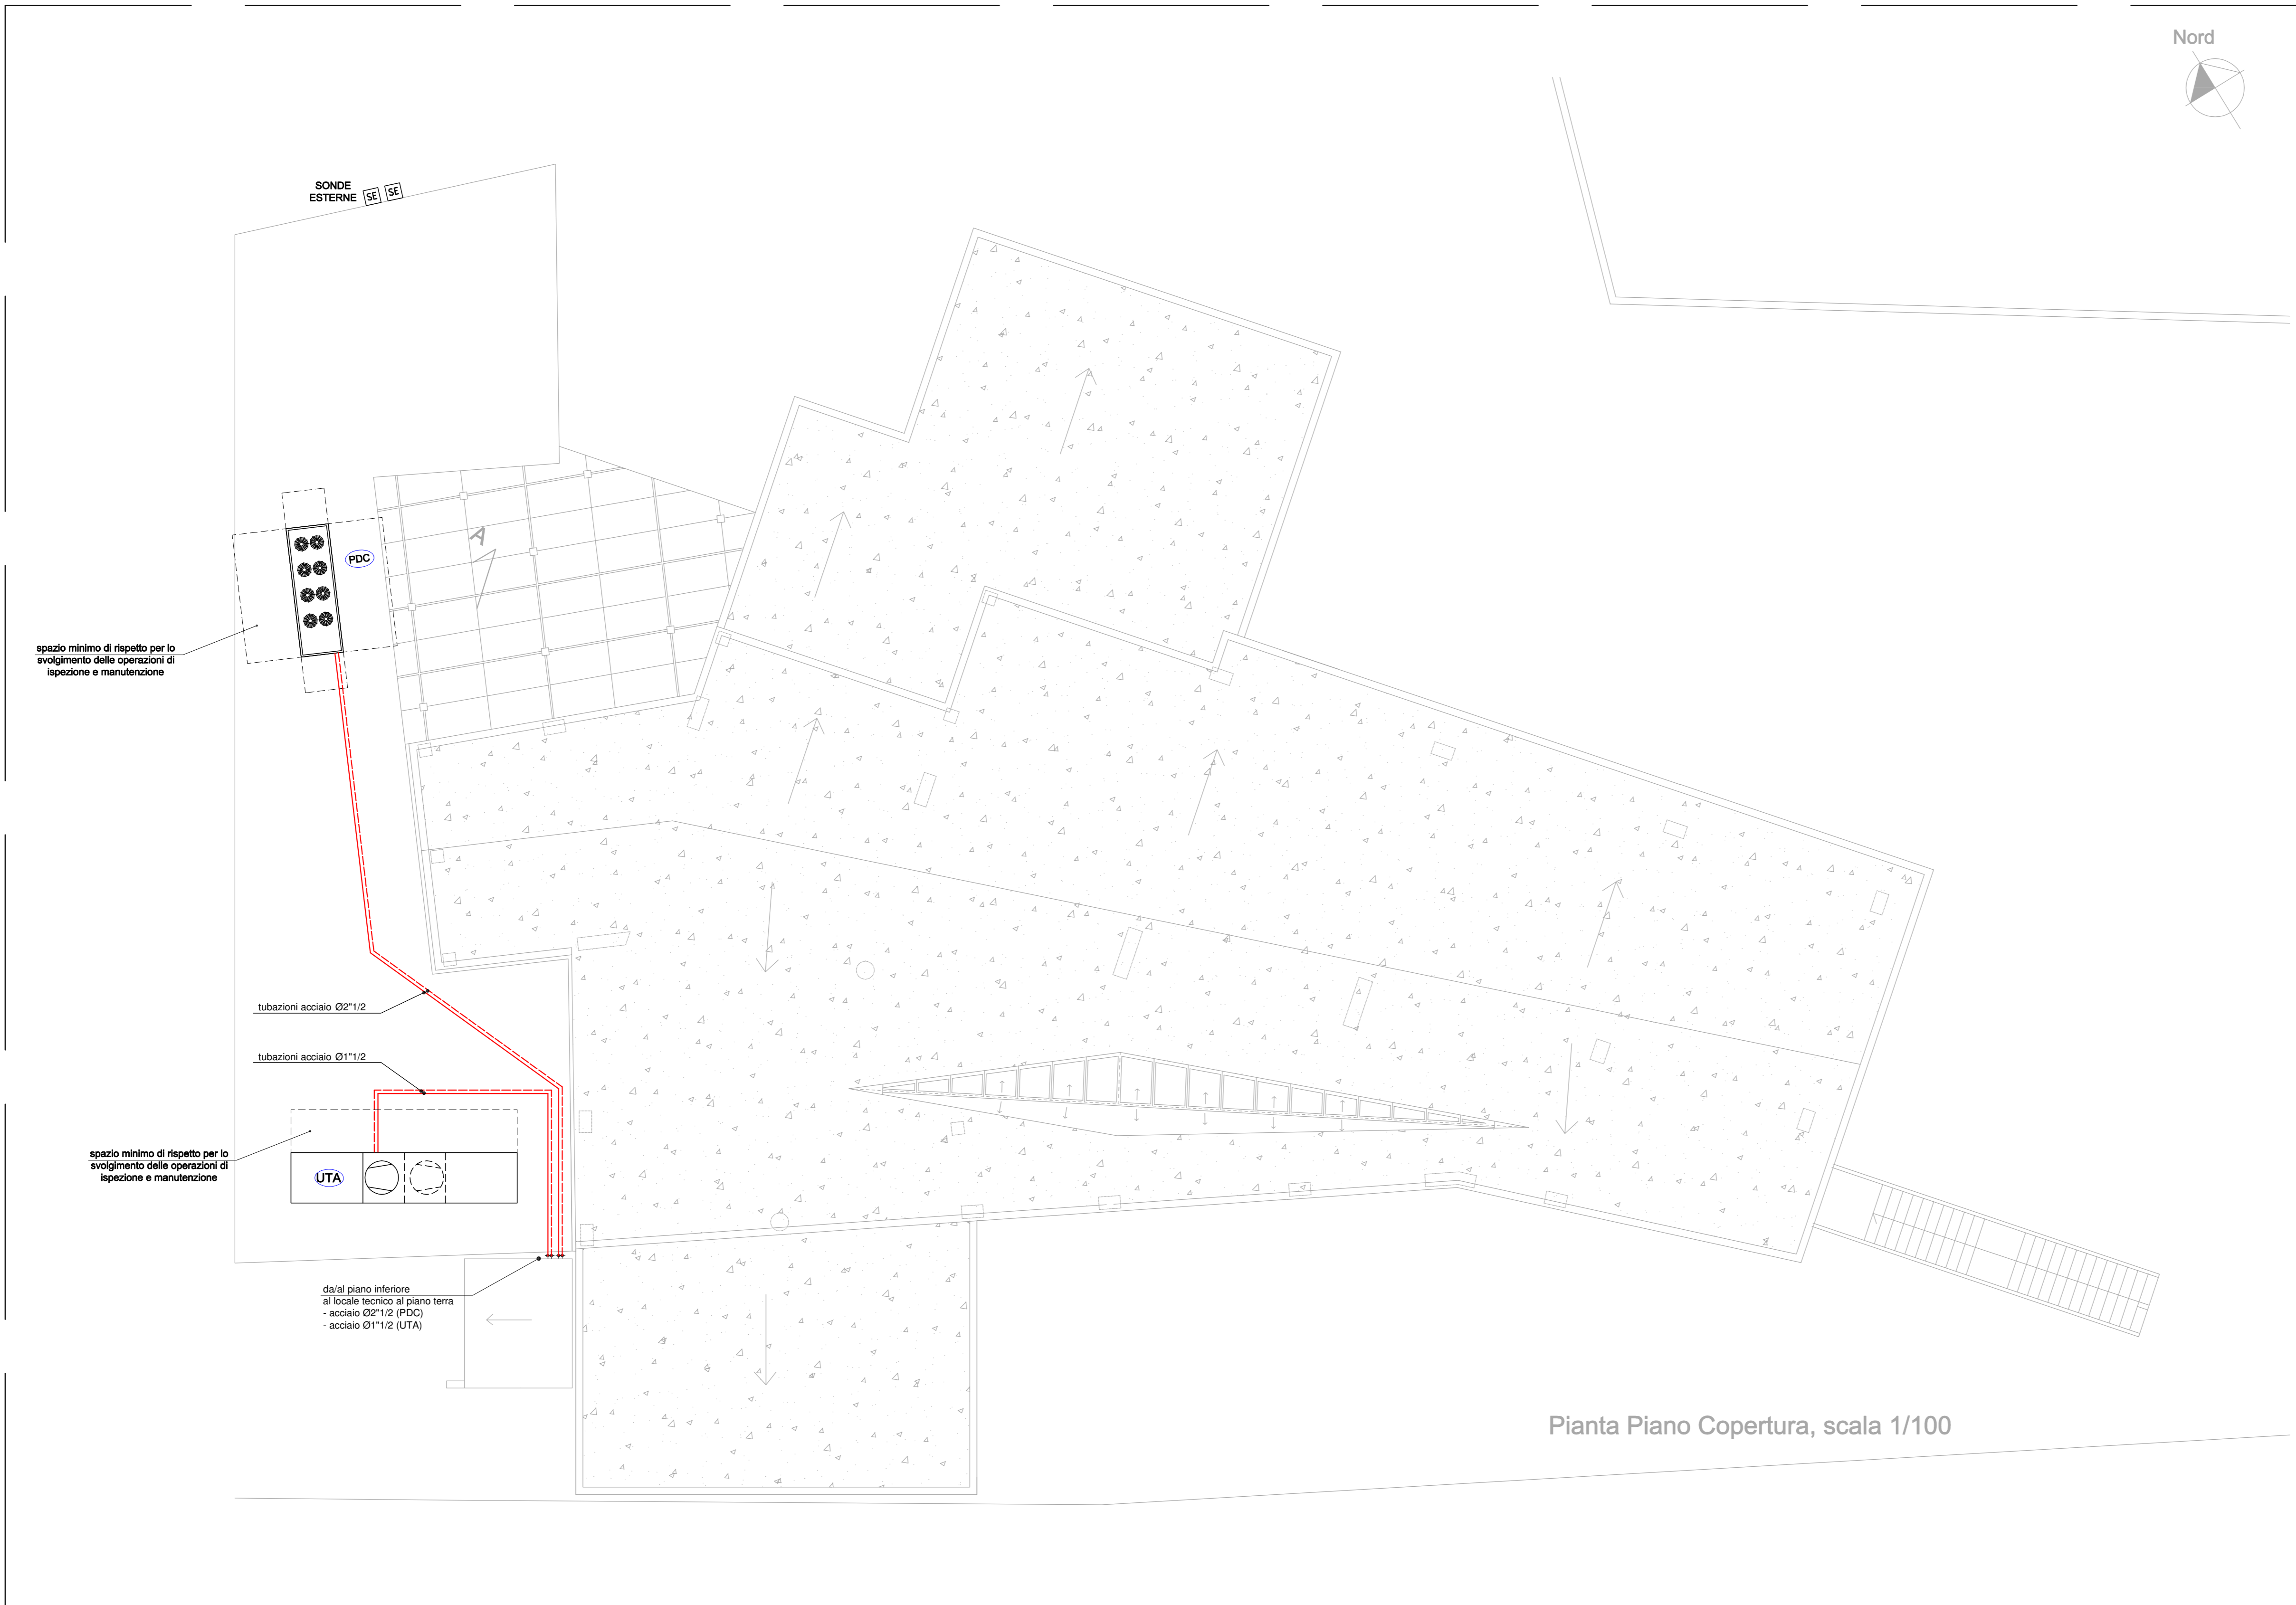 Nord
SONDE
ESTERNE
SE
SE
A
PDC
spazio minimo di rispetto per lo
svolgimento delle operazioni di
ispezione e manutenzione
tubazioni acciaio Ø2"1/2
tubazioni acciaio Ø1"1/2
spazio minimo di rispetto per lo
svolgimento delle operazioni di
ispezione e manutenzione
UTA
da/al piano inferiore
al locale tecnico al piano terra
- acciaio Ø2"1/2 (PDC)
- acciaio Ø1"1/2 (UTA)
Pianta Piano Copertura, scala 1/100